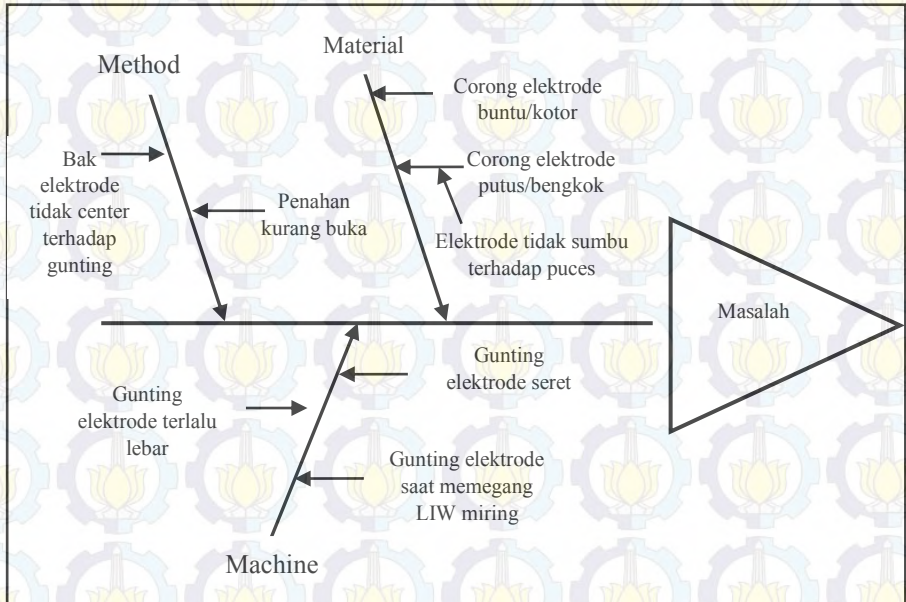 Method
Bak
elektrode
tidak center
terhadap
gunting
Penahan
kurang buka
Material
Corong elektrode
buntu/kotor
Corong elektrode
putus/bengkok
Elektrode tidak sumbu
terhadap puces
Masalah
Gunting
elektrode terlalu
lebar
Gunting
elektrode seret
Gunting elektrode
saat memegang
LIW miring
Machine